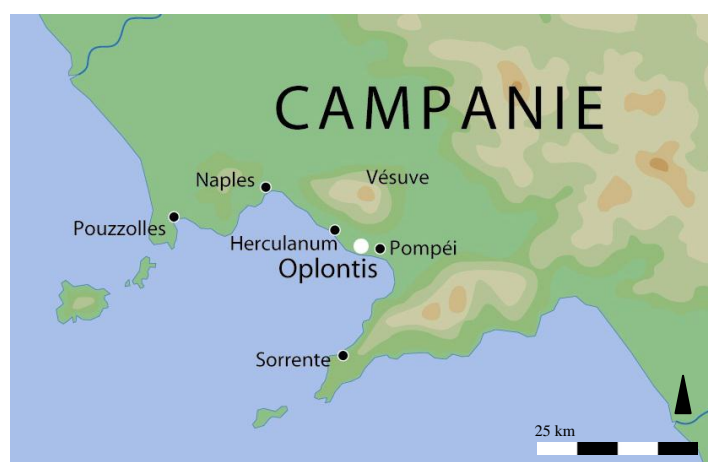 CAMPANIE
Naples
Vésuve
Pouzzolles
Herculanum
Pompéi
Oplontis
Sorrente
25 km